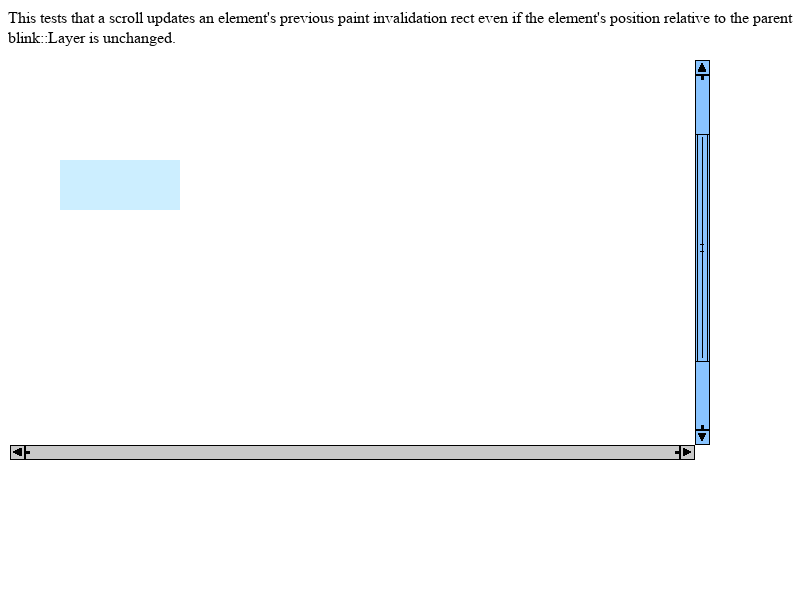 This tests that a scroll updates an element's previous paint invalidation rect even if the element's position relative to the parent
blink::Layer is unchanged.